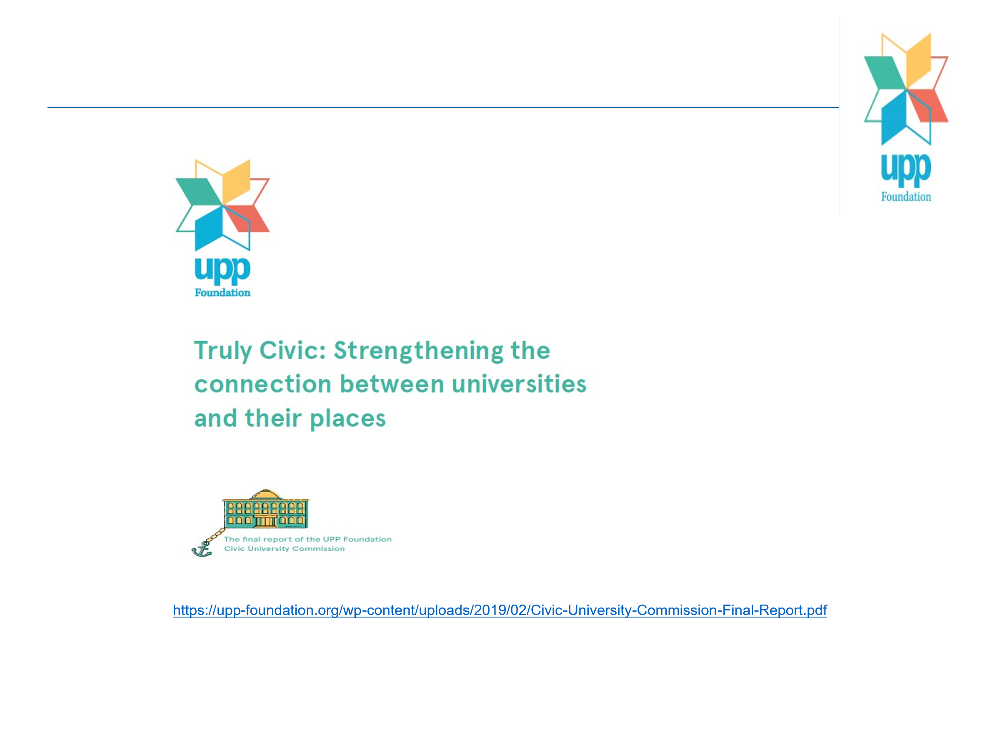 upp
Foundation
upp
Foundation
Truly Civic: Strengthening the
connection between universities
and their places
The final report of the UPP Foundation
Civic University Commission
https://upp-foundation.org/wp-content/uploads/2019/02/Civic-University-Commission-Final-Report.pdf